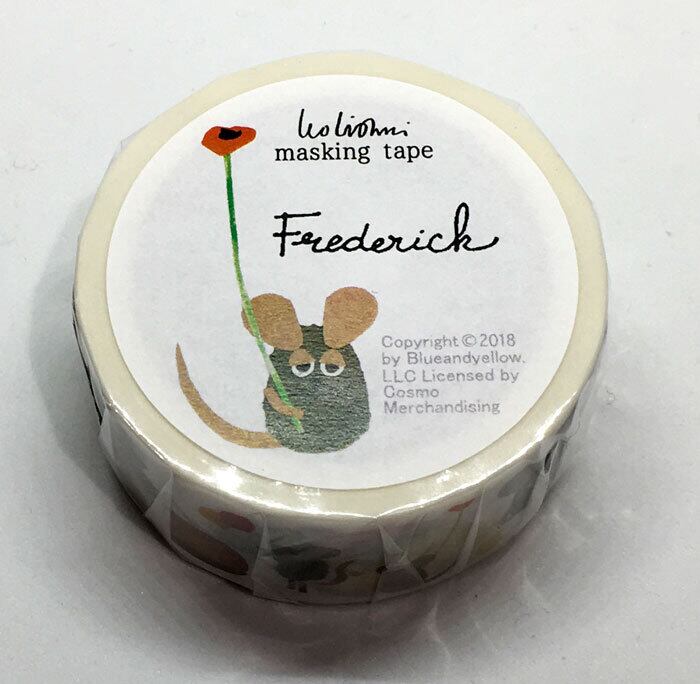 leo lionni
masking tape
Frederick
Copyright©2018
by Blueandyellow.
LLC Licensed by
Cosmo
Merchandising